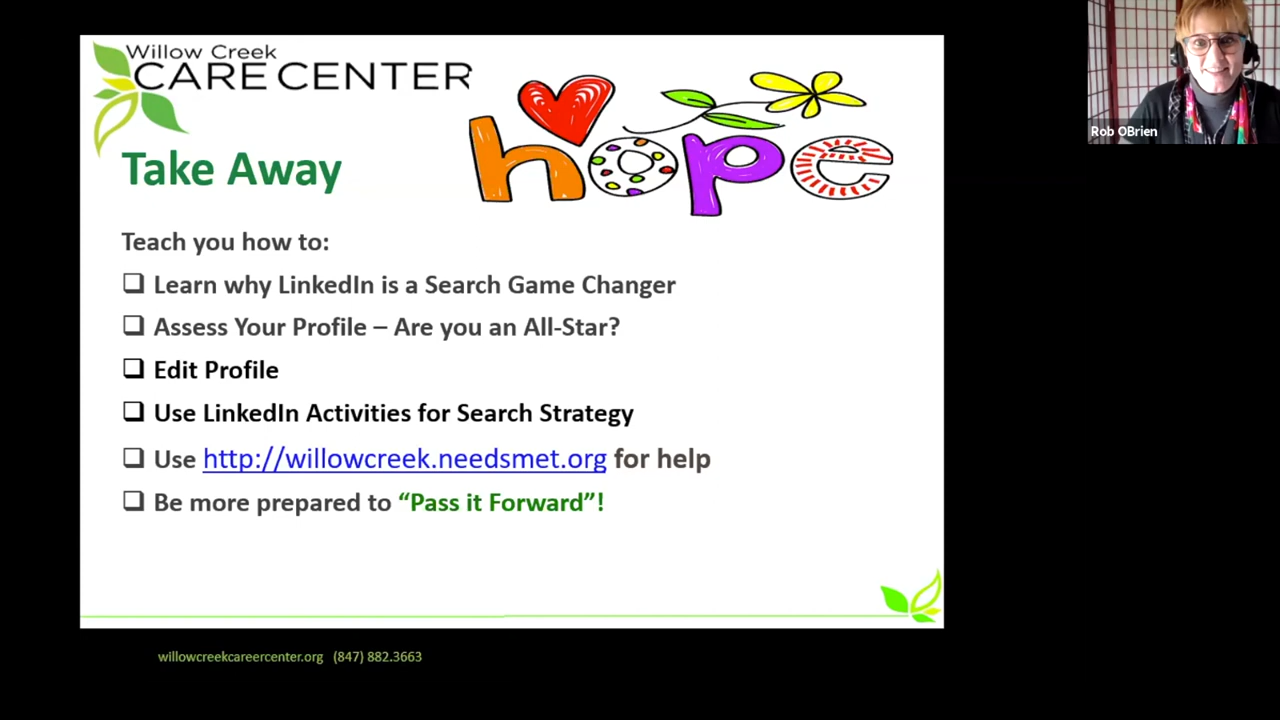 Willow Creek
CARE CENTER
hope
Take Away
Teach you how to:
❑ Learn why LinkedIn is a Search Game Changer
❑ Assess Your Profile – Are you an All-Star?
❑ Edit Profile
❑ Use LinkedIn Activities for Search Strategy
❑ Use http://willowcreek.needsmet.org for help
❑ Be more prepared to “Pass it Forward”!
willowcreekcareercenter.org (847) 882.3663
Rob OBrien